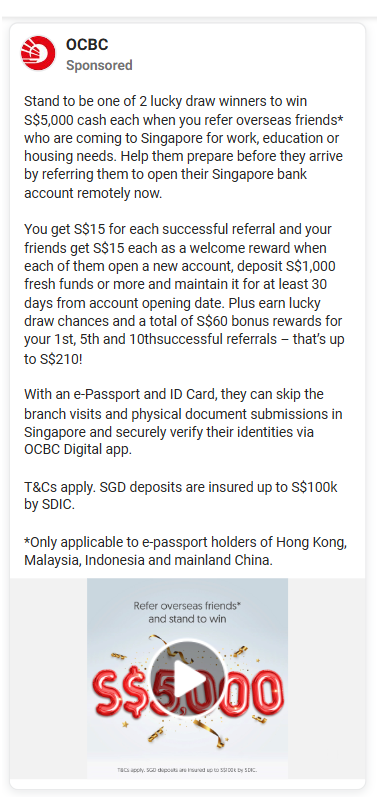 OCBC
Sponsored
Stand to be one of 2 lucky draw winners to win
S$5,000 cash each when you refer overseas friends*
who are coming to Singapore for work, education or
housing needs. Help them prepare before they arrive
by referring them to open their Singapore bank
account remotely now.
You get S$15 for each successful referral and your
friends get S$15 each as a welcome reward when
each of them open a new account, deposit S$1,000
fresh funds or more and maintain it for at least 30
days from account opening date. Plus earn lucky
draw chances and a total of S$60 bonus rewards for
your 1st, 5th and 10thsuccessful referrals – that's up
to S$210!
With an e-Passport and ID Card, they can skip the
branch visits and physical document submissions in
Singapore and securely verify their identities via
OCBC Digital app.
T&Cs apply. SGD deposits are insured up to S$100k
by SDIC.
*Only applicable to e-passport holders of Hong Kong,
Malaysia, Indonesia and mainland China.
Refer overseas friends*
and stand to win
S$5,000
T&Cs apply. SGD deposits are insured up to S$100k by SDIC.